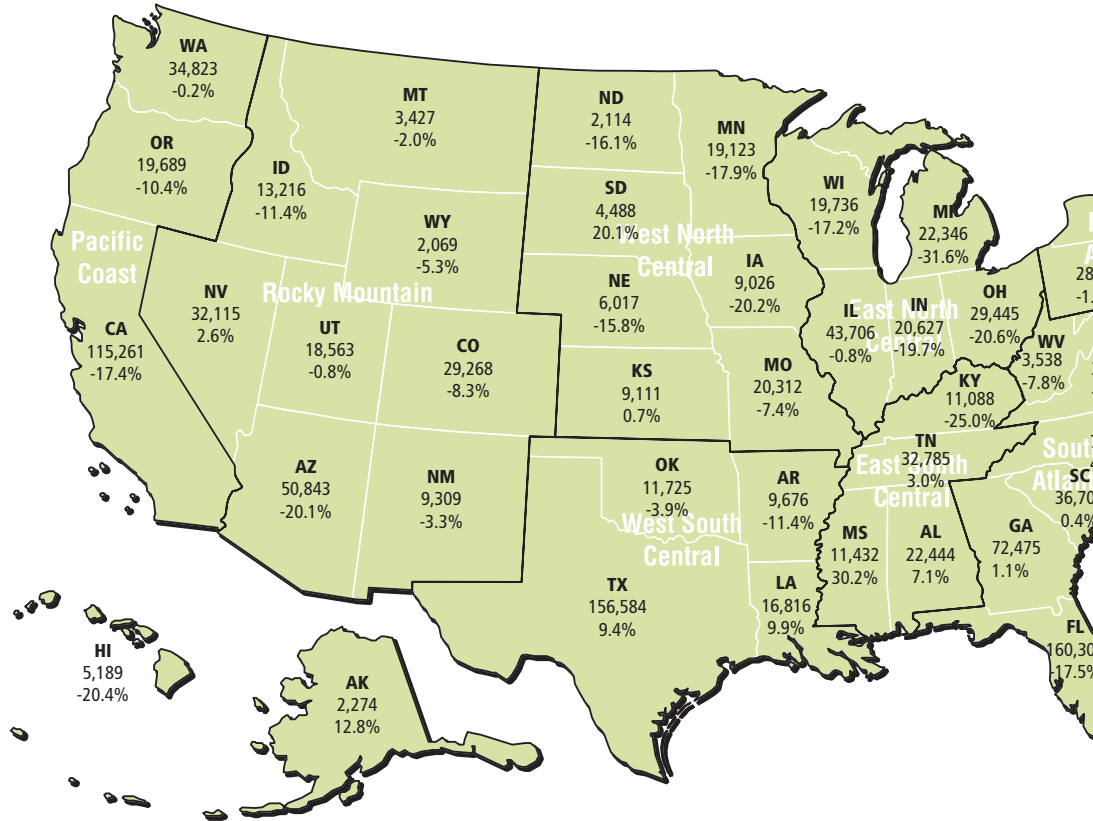 WA
34,823
-0.2%
OR
19,689
-10.4%
Pacific
Coast
CA
115,261
-17.4%
ID
13,216
-11.4%
MT
3,427
-2.0%
WY
2,069
-5.3%
Rocky Mountain
NV
32,115
2.6%
UT
18,563
-0.8%
CO
29,268
-8.3%
AZ
50,843
-20.1%
NM
9,309
-3.3%
ND
2,114
-16.1%
SD
4,488
20.1%
West North
Central
NE
6,017
-15.8%
KS
9,111
0.7%
MN
19,123
-17.9%
IA
9,026
-20.2%
MO
20,312
-7.4%
WI
19,736
-17.2%
MI
22,346
-31.6%
East North
Central
IL
43,706
-0.8%
IN
20,627
-19.7%
OH
29,445
-20.6%
28
-1.
WV
3,538
-7.8%
KY
11,088
-25.0%
TN
32,785
3.0%
East South
Central
MS
11,432
30.2%
AL
22,444
7.1%
OK
11,725
-3.9%
AR
9,676
-11.4%
West South
Central
TX
156,584
9.4%
LA
16,816
9.9%
South
Atlan
SC
36,70
0.4%
GA
72,475
1.1%
FL
160,30
-17.5%
HI
5,189
-20.4%
AK
2,274
12.8%